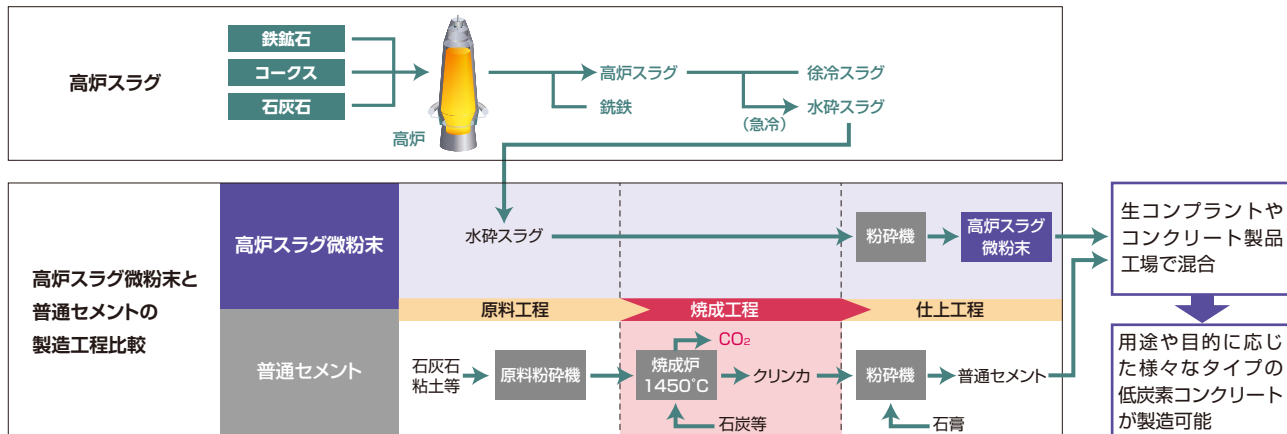 高炉スラグ
鉄鉱石
コークス
石灰石
高炉
高炉スラグ
銑鉄
徐冷スラグ
水砕スラグ
(急冷)
高炉スラグ微粉末と
普通セメントの
製造工程比較
高炉スラグ微粉末
水砕スラグ
粉砕機
高炉スラグ
微粉末
原料工程
焼成工程
仕上工程
普通セメント
石灰石
粘土等
原料粉砕機
焼成炉
1450°C
CO₂
石炭等
クリンカ
粉砕機
石膏
普通セメント
生コンプラントや
コンクリート製品
工場で混合
用途や目的に応じ
た様々なタイプの
低炭素コンクリート
が製造可能